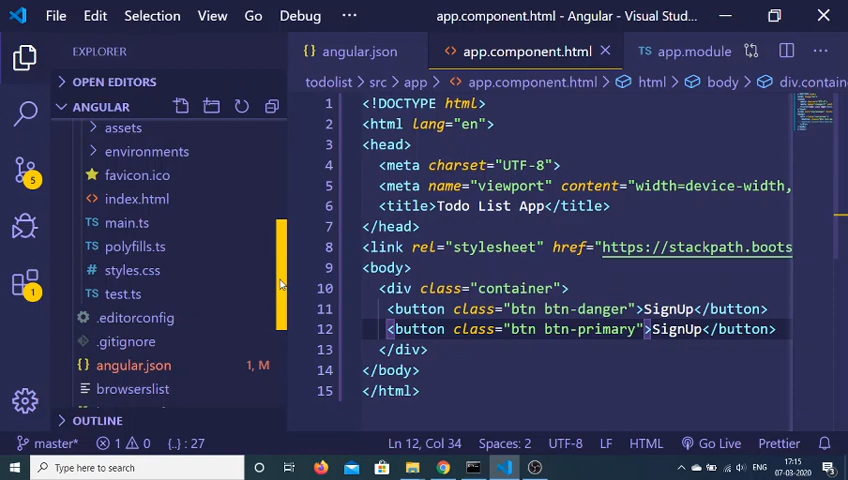 File Edit Selection View Go Debug ··· app.component.html - Angular - Visual Stud...
EXPLORER
OPEN EDITORS
ANGULAR
assets
environments
favicon.ico
index.html
TS main.ts
TS polyfills.ts
# styles.css
TS test.ts
.editorconfig
.gitignore
{} angular.json 1, M
browserslist
OUTLINE
5
1
{} angular.json <> app.component.html TS app.module
todolist > src > app > <> app.component.html > html > body > div.contain
1 <!DOCTYPE html>
2 <html lang="en">
3 <head>
4 <meta charset="UTF-8">
5 <meta name="viewport" content="width=device-width,
6 <title>Todo List App</title>
7 </head>
8 <link rel="stylesheet" href="https://stackpath.boots
9 <body>
10 <div class="container">
11 <button class="btn btn-danger">SignUp</button>
12 <button class="btn btn-primary">SignUp</button>
13 </div>
14 </body>
15 </html>
master* 1 0 {..} : 27 Ln 12, Col 34 Spaces: 2 UTF-8 LF HTML Go Live Prettier
Type here to search
ENG
17:15
07-03-2020
3